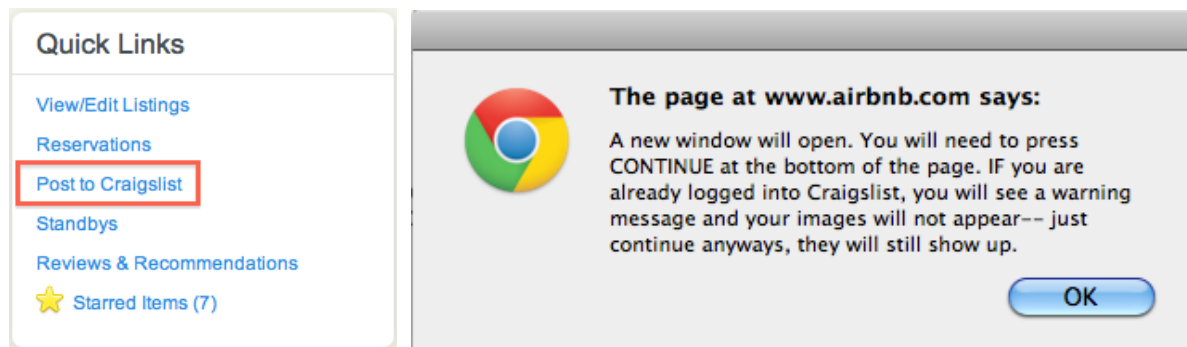 Quick Links
View/Edit Listings
Reservations
Post to Craigslist
Standbys
Reviews & Recommendations
Starred Items (7)
The page at www.airbnb.com says:
A new window will open. You will need to press
CONTINUE at the bottom of the page. IF you are
already logged into Craigslist, you will see a warning
message and your images will not appear-- just
continue anyways, they will still show up.
OK